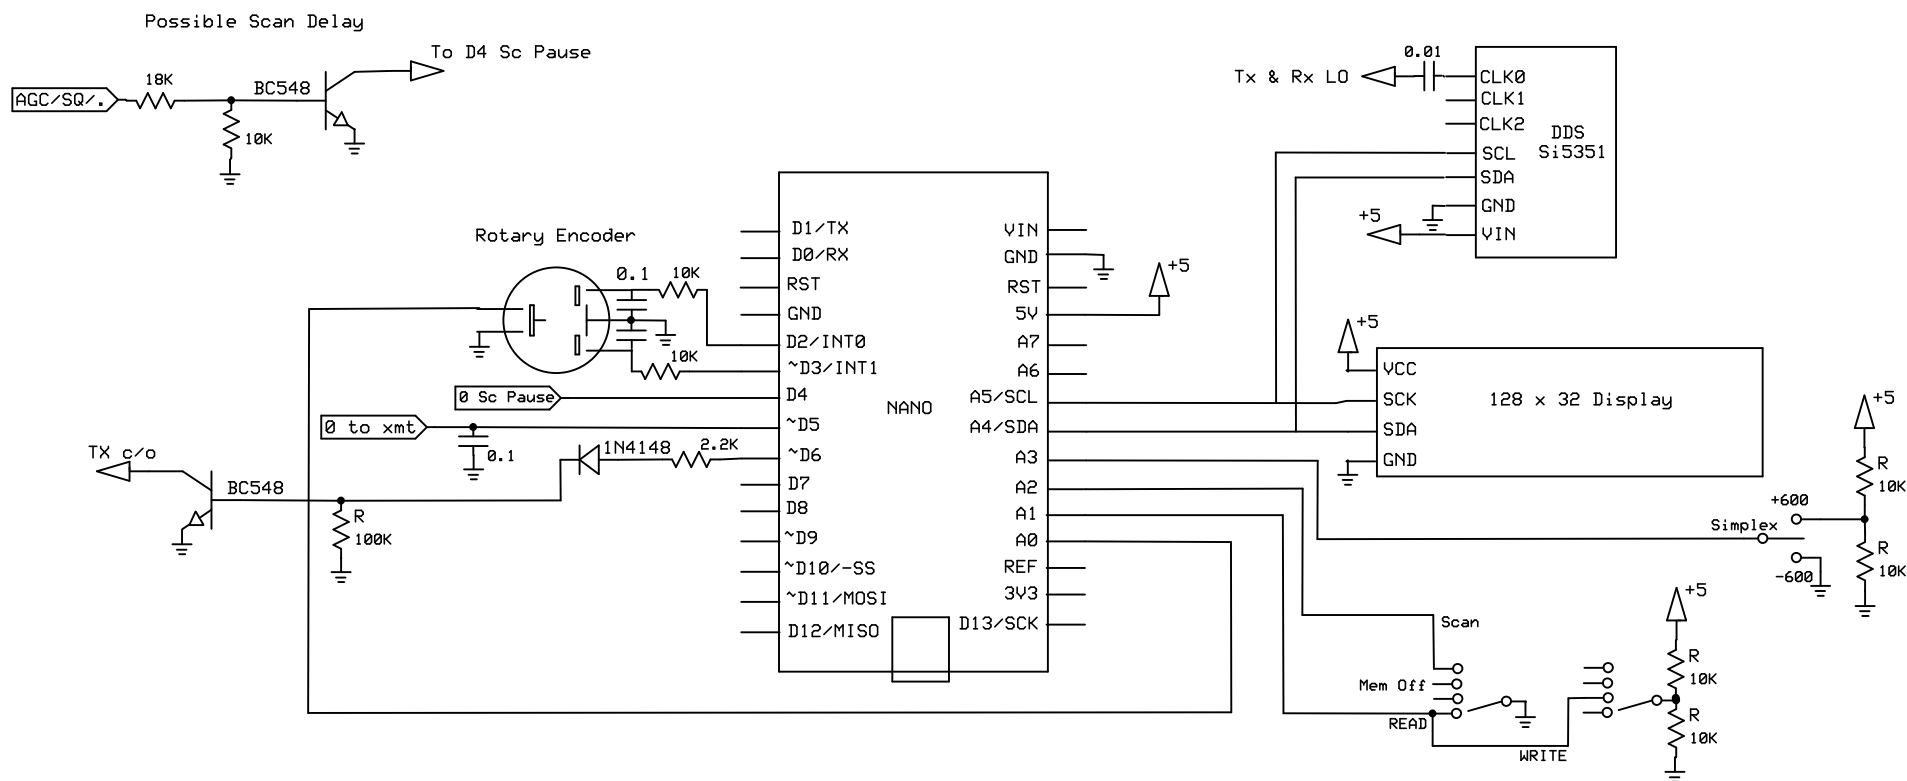 Possible Scan Delay
To D4 Sc Pause
18K
BC548
AGC/SQ/.
10K
0.01
Tx & Rx LO
CLK0
CLK1
CLK2
DDS
Si5351
SCL
SDA
GND
+5
VIN
Rotary Encoder
0.1
10K
10K
D1/TX
D0/RX
RST
GND
D2/INT0
~D3/INT1
D4
~D5
~D6
D7
D8
~D9
~D10/-SS
~D11/MOSI
D12/MISO
NANO
VIN
GND
RST
5V
A7
A6
A5/SCL
A4/SDA
A3
A2
A1
A0
REF
3V3
D13/SCK
+5
0 Sc Pause
0 to xmt
0.1
1N4148
2.2K
TX c/o
BC548
R
100K
+5
VCC
SCK
SDA
GND
128 x 32 Display
+5
R
10K
+600
Simplex
-600
R
10K
Scan
Mem Off
READ
WRITE
+5
R
10K
R
10K